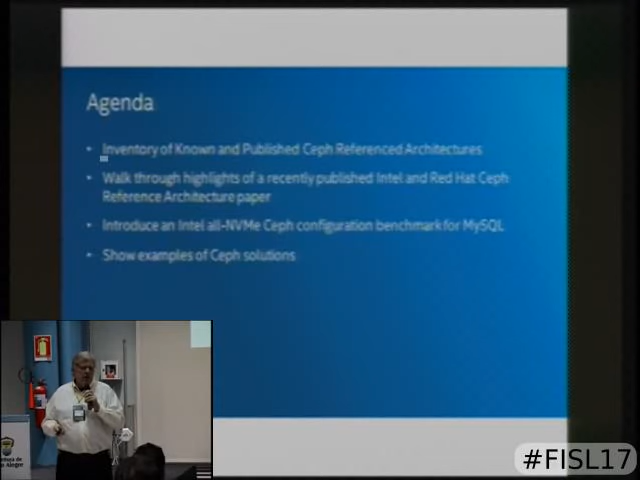 Agenda
• Inventory of Known and Published Ceph Referenced Architectures
• Walk through highlights of a recently published Intel and Red Hat Ceph
Reference Architecture paper
• Introduce an Intel all-NVMe Ceph configuration benchmark for MySQL
• Show examples of Ceph solutions
Alegre
#FISL17